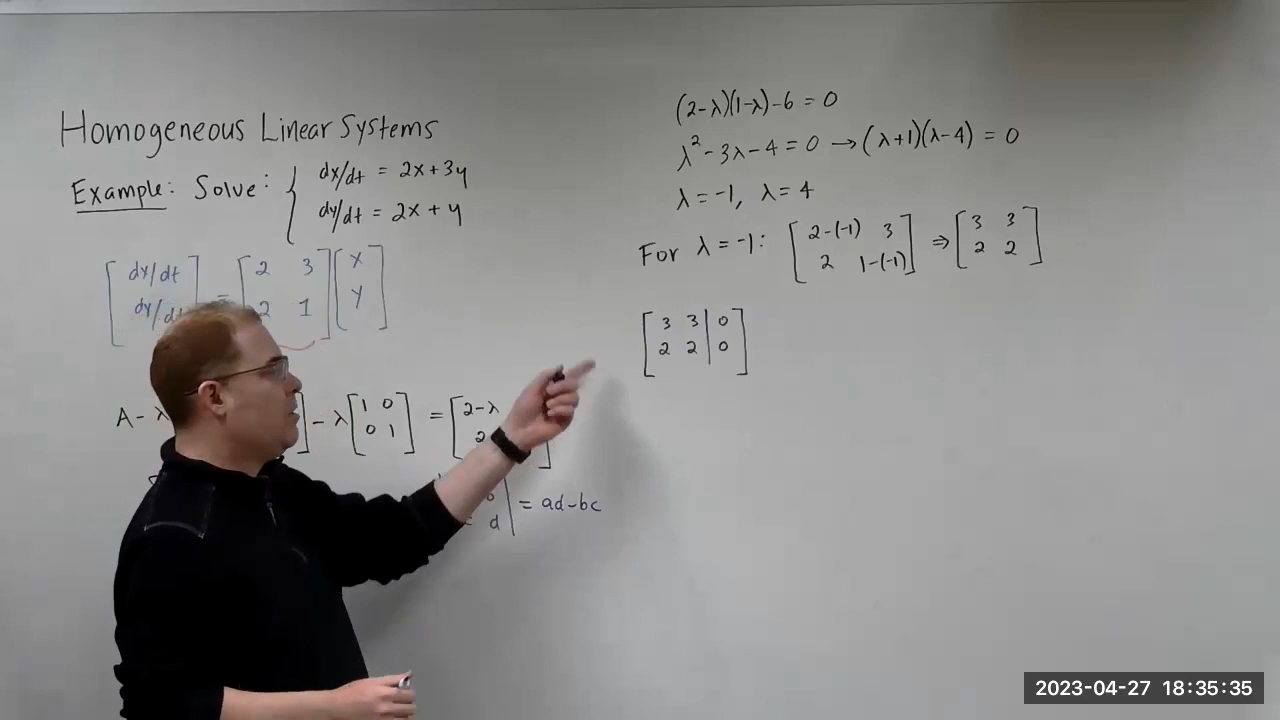 Homogeneous Linear Systems
Example: Solve: { dx/dt = 2x+3y
dy/dt = 2x + y
[dx/dt] = [2 3] [x]
dy/dt 2 1 y
A - λ - λ [1 0] = [2-λ
0 1 2
d = ad-bc
(2-λ)(1-λ)-6 = 0
λ² - 3λ - 4 = 0 → (λ+1)(λ-4) = 0
λ = -1, λ = 4
For λ = -1: [2-(-1) 3] ⇒ [3 3]
2 1-(-1) 2 2
[3 3 | 0]
2 2 | 0
2023-04-27 18:35:35